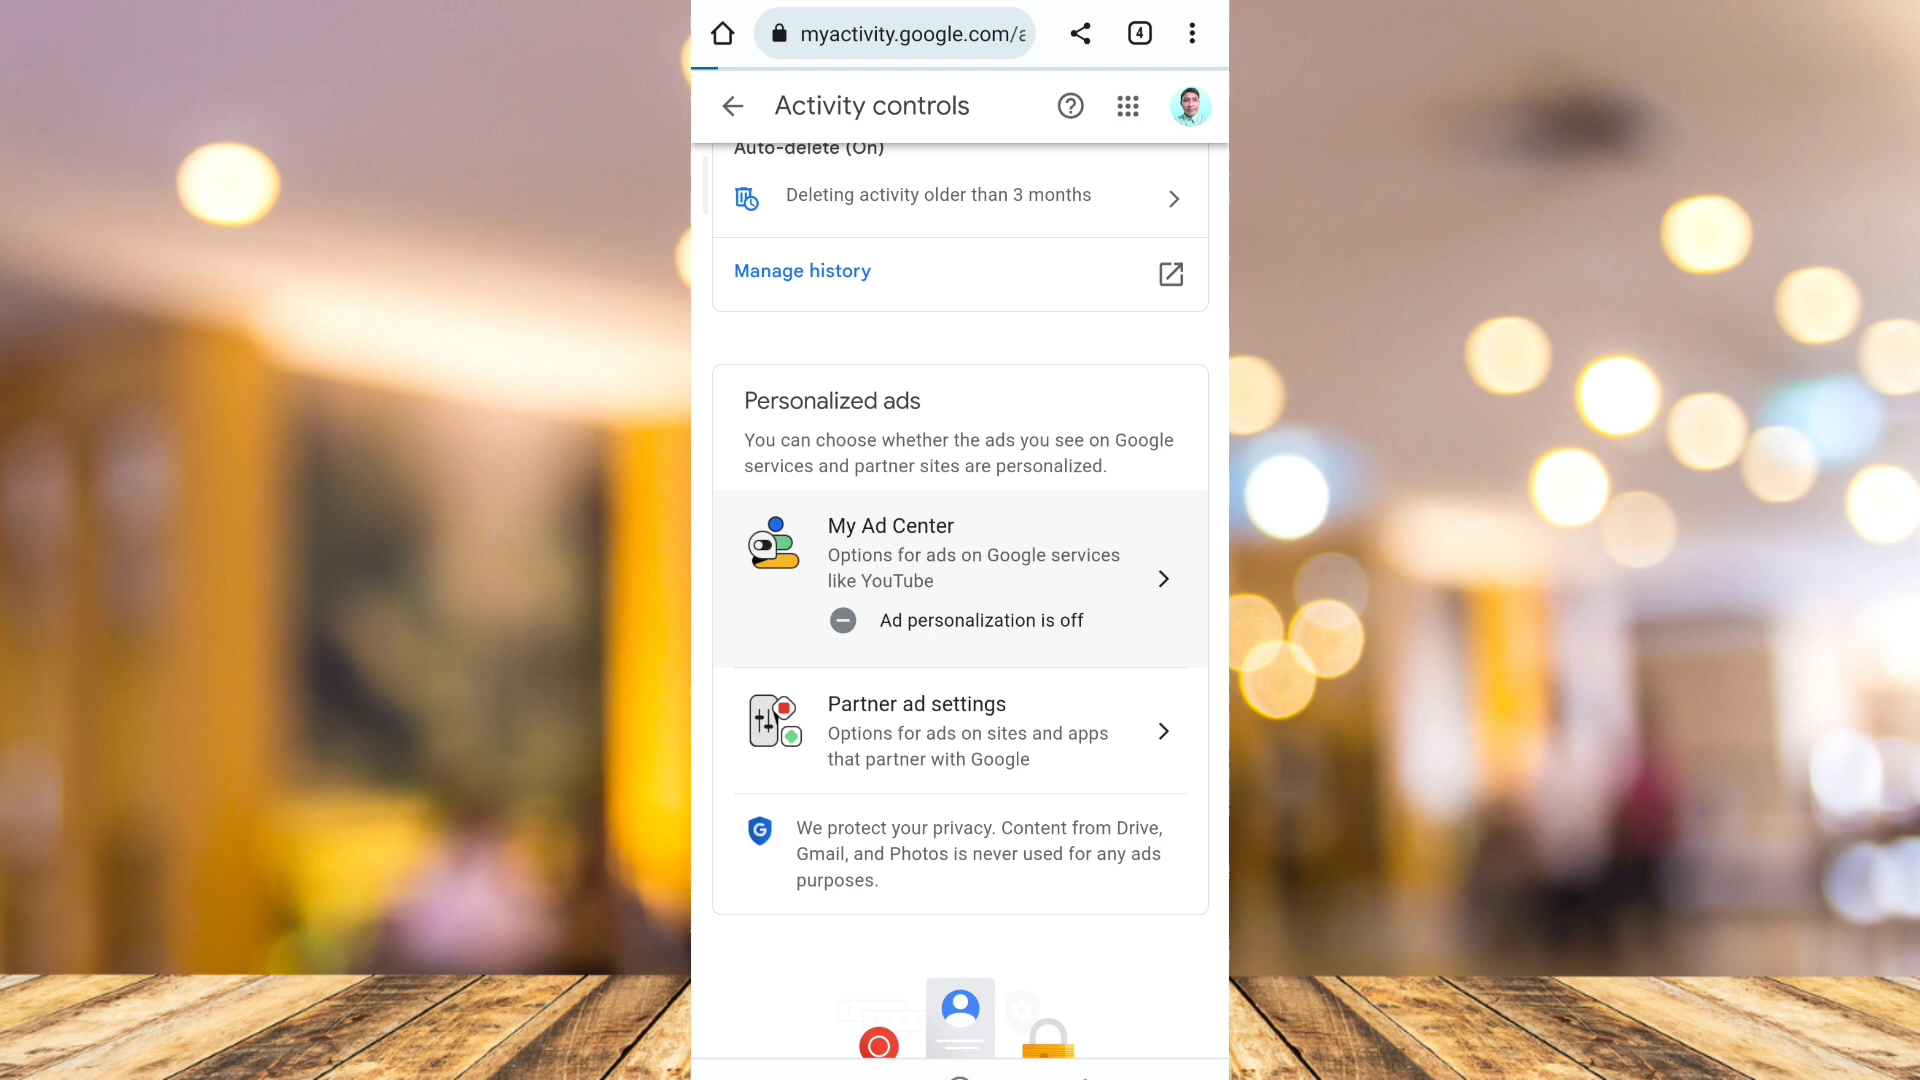 myactivity.google.com/a
4
Activity controls
Auto-delete (On)
Deleting activity older than 3 months
Manage history
Personalized ads
You can choose whether the ads you see on Google
services and partner sites are personalized.
My Ad Center
Options for ads on Google services
like YouTube
Ad personalization is off
Partner ad settings
Options for ads on sites and apps
that partner with Google
G
We protect your privacy. Content from Drive,
Gmail, and Photos is never used for any ads
purposes.